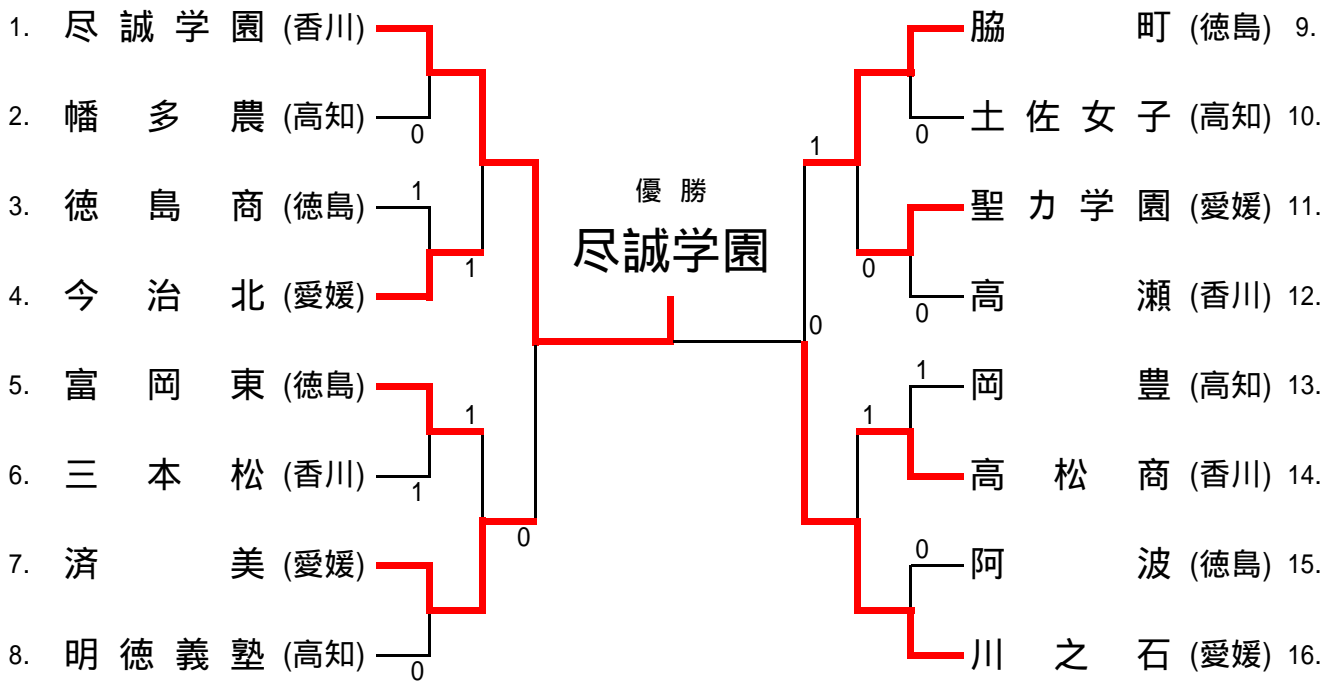 1. 尽誠学園 (香川)
0
2. 幡多農 (高知)
1
3. 徳島商 (徳島)
1
4. 今治北 (愛媛)
1
5. 富岡東 (徳島)
1
6. 三本松 (香川)
0
7. 済美 (愛媛)
0
8. 明徳義塾 (高知)
優勝
尽誠学園
脇町 (徳島) 9.
0
土佐女子 (高知) 10.
1
聖カ学園 (愛媛) 11.
0
0
高瀬 (香川) 12.
0
1
岡豊 (高知) 13.
1
高松商 (香川) 14.
0
阿波 (徳島) 15.
川之石 (愛媛) 16.